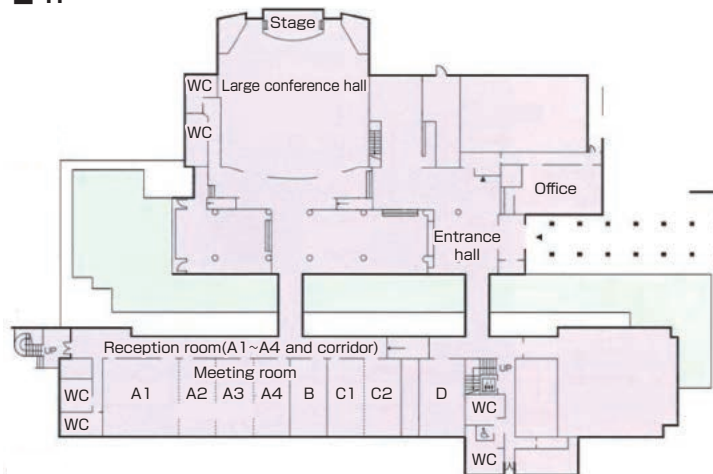 Stage
WC
Large conference hall
WC
Office
Entrance
hall
UP
Reception room(A1~A4 and corridor)
Meeting room
UP
WC
A1
A2
A3
A4
B
C1
C2
D
WC
WC
WC